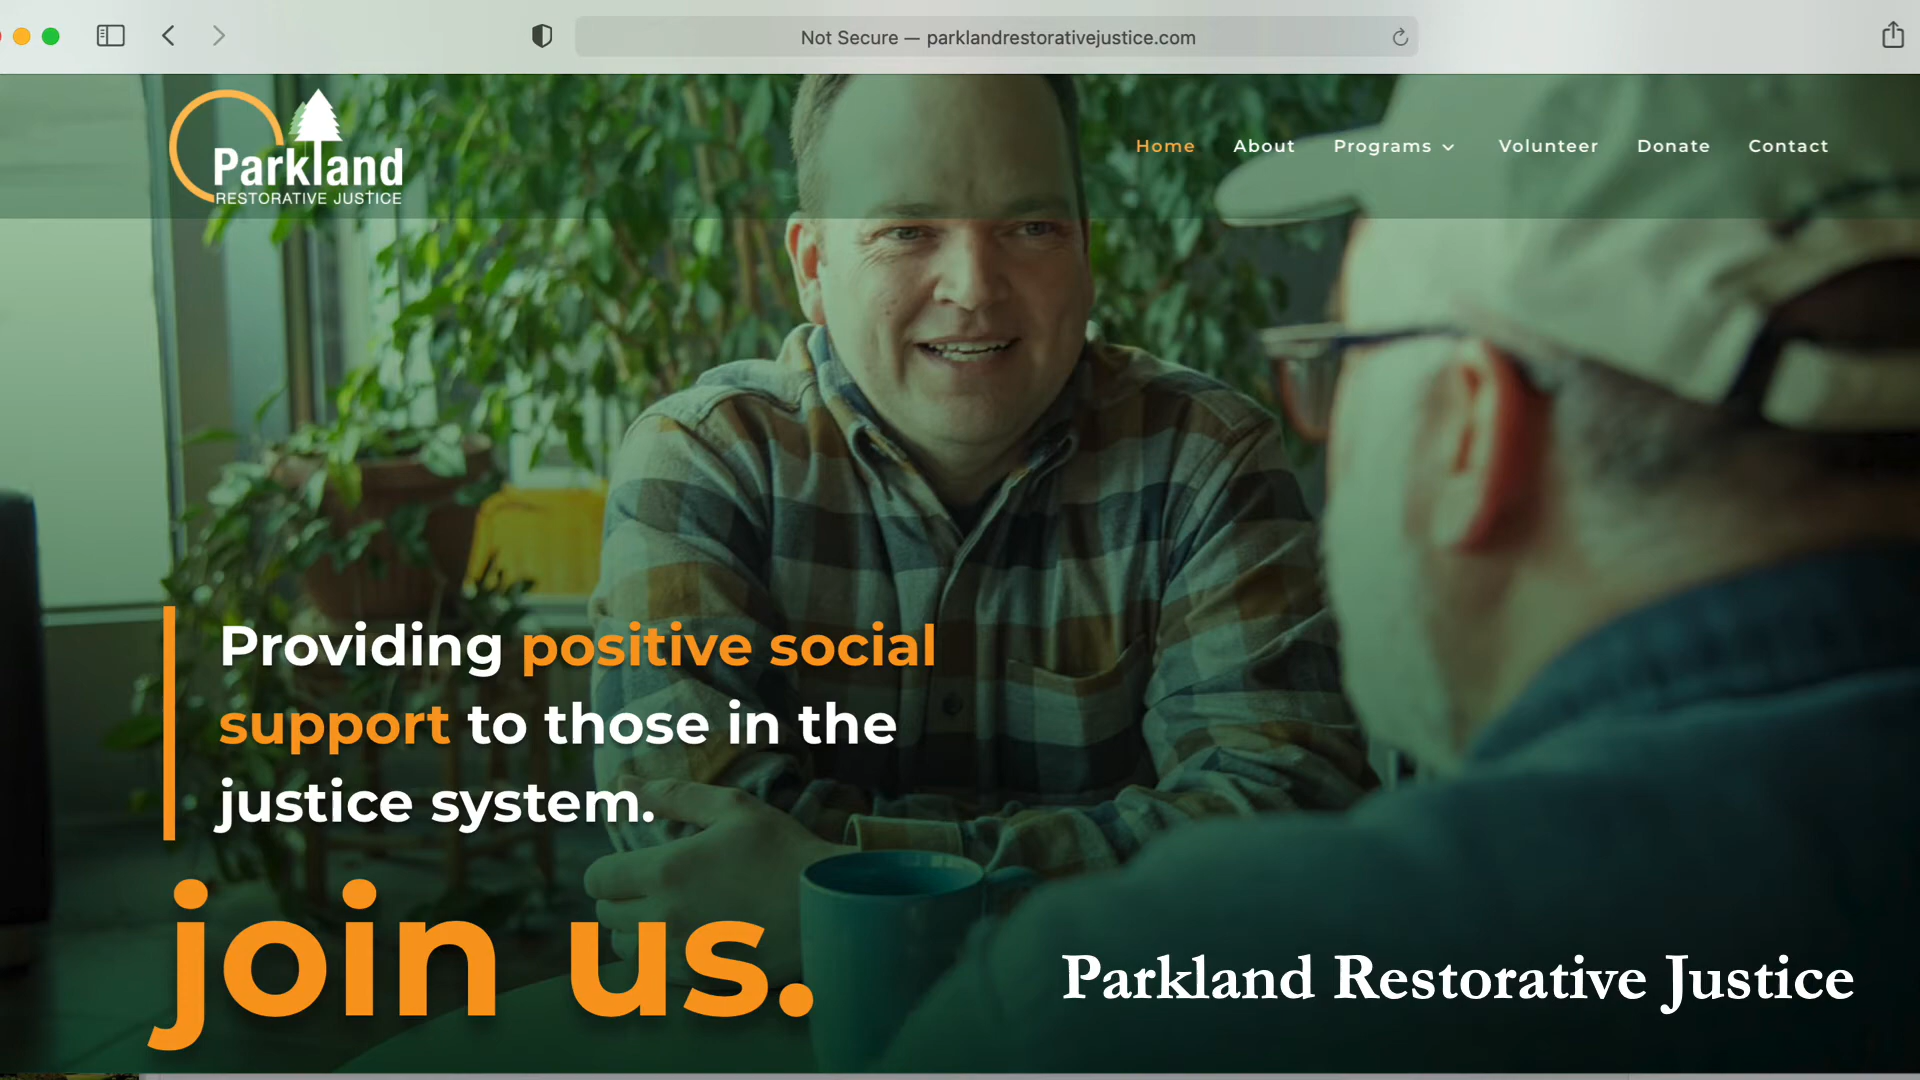 Not Secure — parklandrestorativejustice.com
Parkland
RESTORATIVE JUSTICE
Home About Programs Volunteer Donate Contact
Providing positive social
support to those in the
justice system.
join us.
Parkland Restorative Justice